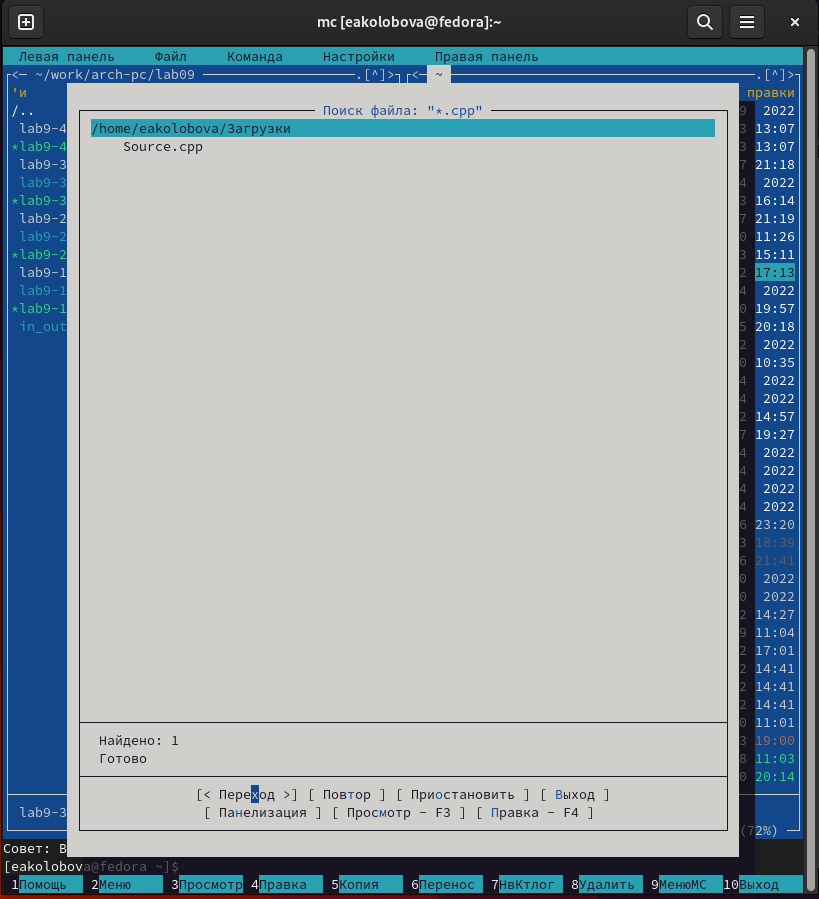 mc [eakolobova@fedora]:~
Левая панель Файл Команда Настройки Правая панель
<— ~/work/arch-pc/lab09 .[^]> <— ~ .[^]>
'и правки
/.. 9 2022
Поиск файла: "*.cpp"
lab9-4 3 13:07
/home/eakolobova/Загрузки
*lab9-4 3 13:07
Source.cpp
lab9-3 7 21:18
lab9-3 4 2022
*lab9-3 3 16:14
lab9-2 7 21:19
lab9-2 0 11:26
*lab9-2 3 15:11
lab9-1 2 17:13
lab9-1 4 2022
*lab9-1 0 19:57
in_out 5 20:18
2 2022
0 10:35
4 2022
4 2022
2 14:57
7 19:27
4 2022
4 2022
4 2022
4 2022
6 23:20
3 18:39
6 21:41
0 2022
0 2022
2 14:27
9 11:04
2 17:01
2 14:41
2 14:41
2 14:41
0 11:01
Найдено: 1
3 19:00
Готово
8 11:03
0 20:14
[< Переход >] [ Повтор ] [ Приостановить ] [ Выход ]
[ Панелизация ] [ Просмотр - F3 ] [ Правка - F4 ]
lab9-3
(72%)
Совет: В
[eakolobova@fedora ~]$
1Помощь 2Меню 3Просмотр 4Правка 5Копия 6Перенос 7НвКтлог 8Удалить 9МенюMC 10Выход